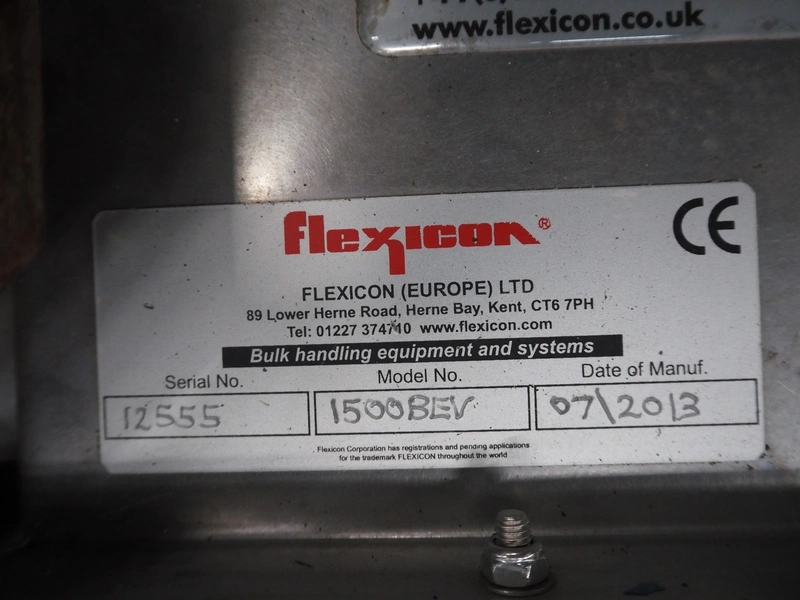 www.flexicon.co.uk
flexicon®
CE
FLEXICON (EUROPE) LTD
89 Lower Herne Road, Herne Bay, Kent, CT6 7PH
Tel: 01227 374710 www.flexicon.com
Bulk handling equipment and systems
Serial No. Model No. Date of Manuf.
12555 1500BEV 07\2013
Flexicon Corporation has registrations and pending applications
for the trademark FLEXICON throughout the world